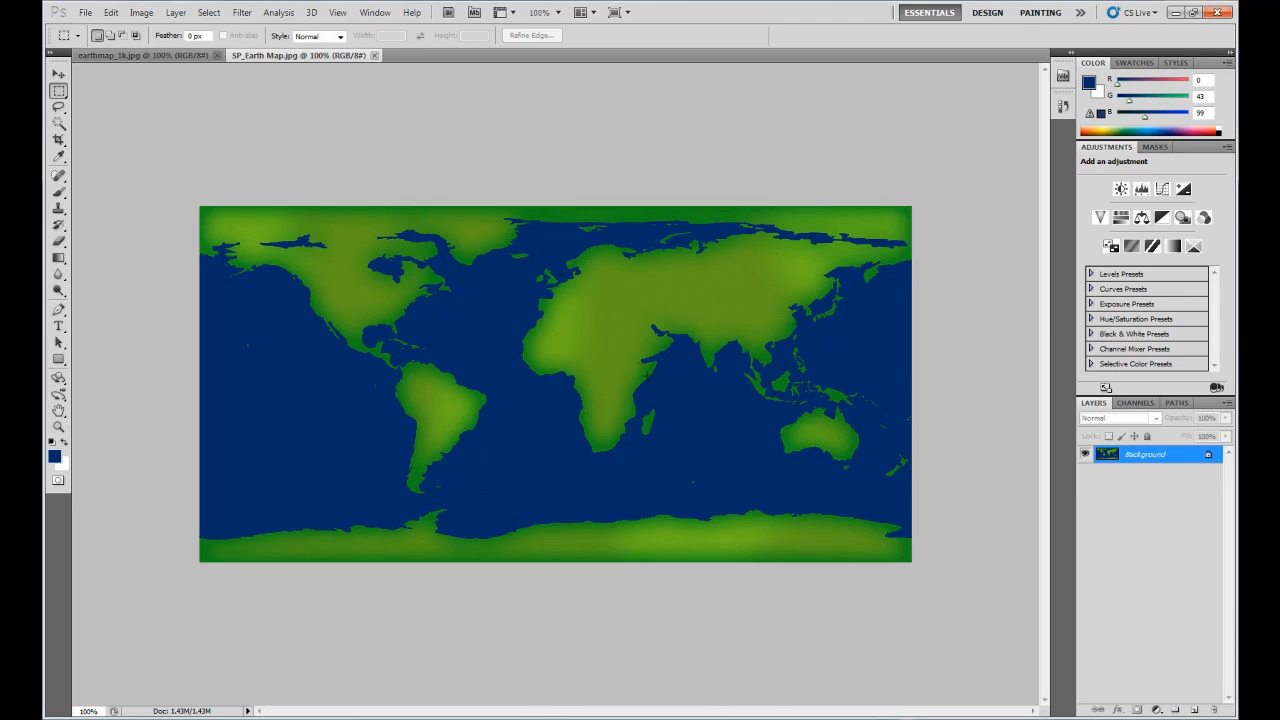 Ps File Edit Image Layer Select Filter Analysis 3D View Window Help Br Mb 100% ESSENTIALS DESIGN PAINTING CS Live
Feather: 0 px Anti-alias Style: Normal Width: Height: Refine Edge...
earthmap_1k.jpg @ 100% (RGB/8#) SP_Earth Map.jpg @ 100% (RGB/8#)
COLOR SWATCHES STYLES
R 0
G 43
B 99
ADJUSTMENTS MASKS
Add an adjustment
Levels Presets
Curves Presets
Exposure Presets
Hue/Saturation Presets
Black & White Presets
Channel Mixer Presets
Selective Color Presets
LAYERS CHANNELS PATHS
Normal Opacity: 100%
Lock: Fill: 100%
Background
100% Doc: 1.43M/1.43M